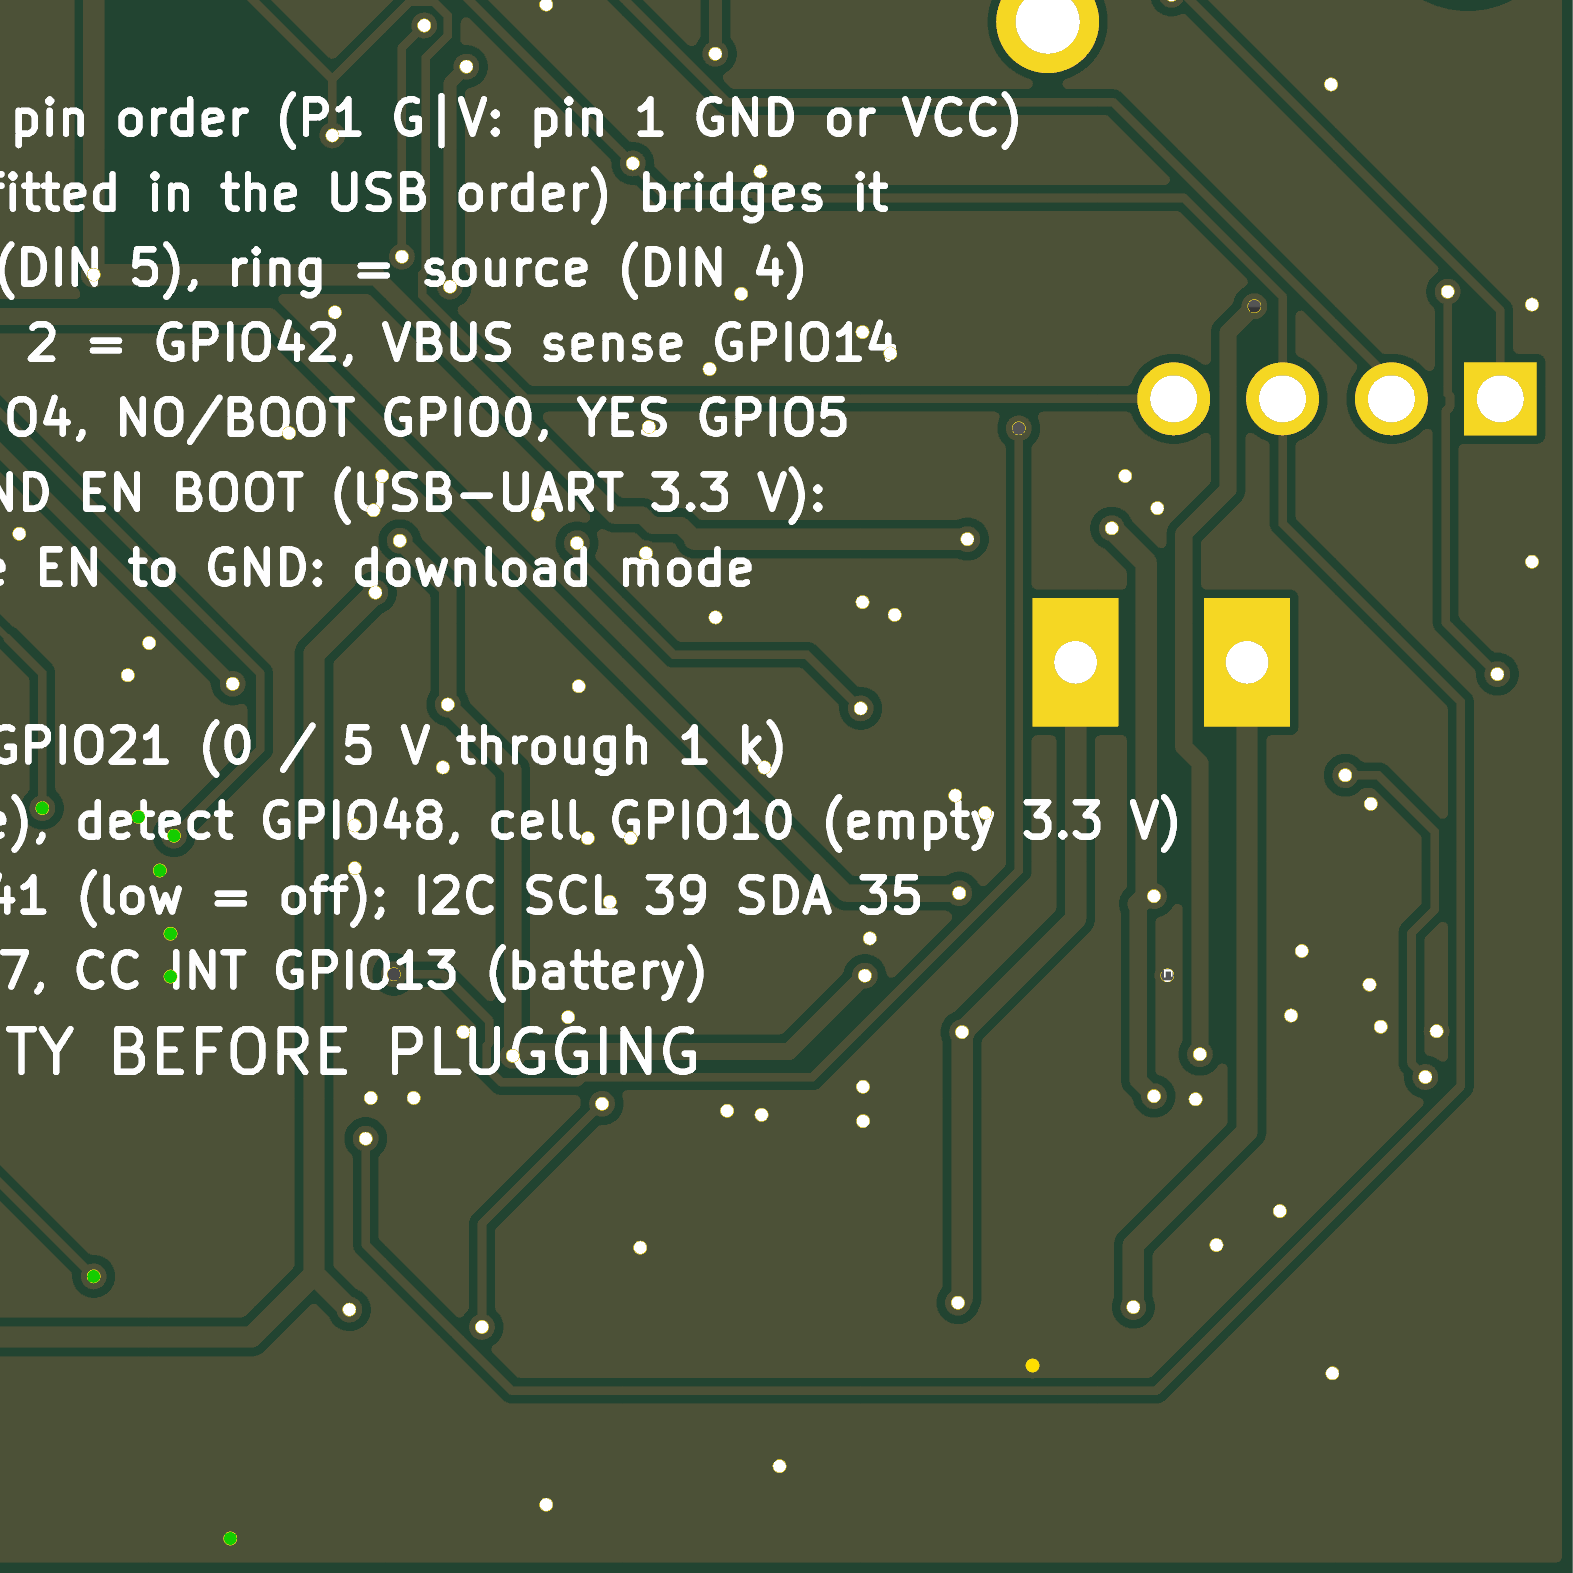 pin order (P1 G|V: pin 1 GND or VCC)
fitted in the USB order) bridges it
(DIN 5), ring = source (DIN 4)
2 = GPIO42, VBUS sense GPIO14
O4, NO/BOOT GPIO0, YES GPIO5
ND EN BOOT (USB-UART 3.3 V):
e EN to GND: download mode
GPIO21 (0 / 5 V through 1 k)
e), detect GPIO48, cell GPIO10 (empty 3.3 V)
41 (low = off); I2C SCL 39 SDA 35
7, CC INT GPIO13 (battery)
TY BEFORE PLUGGING